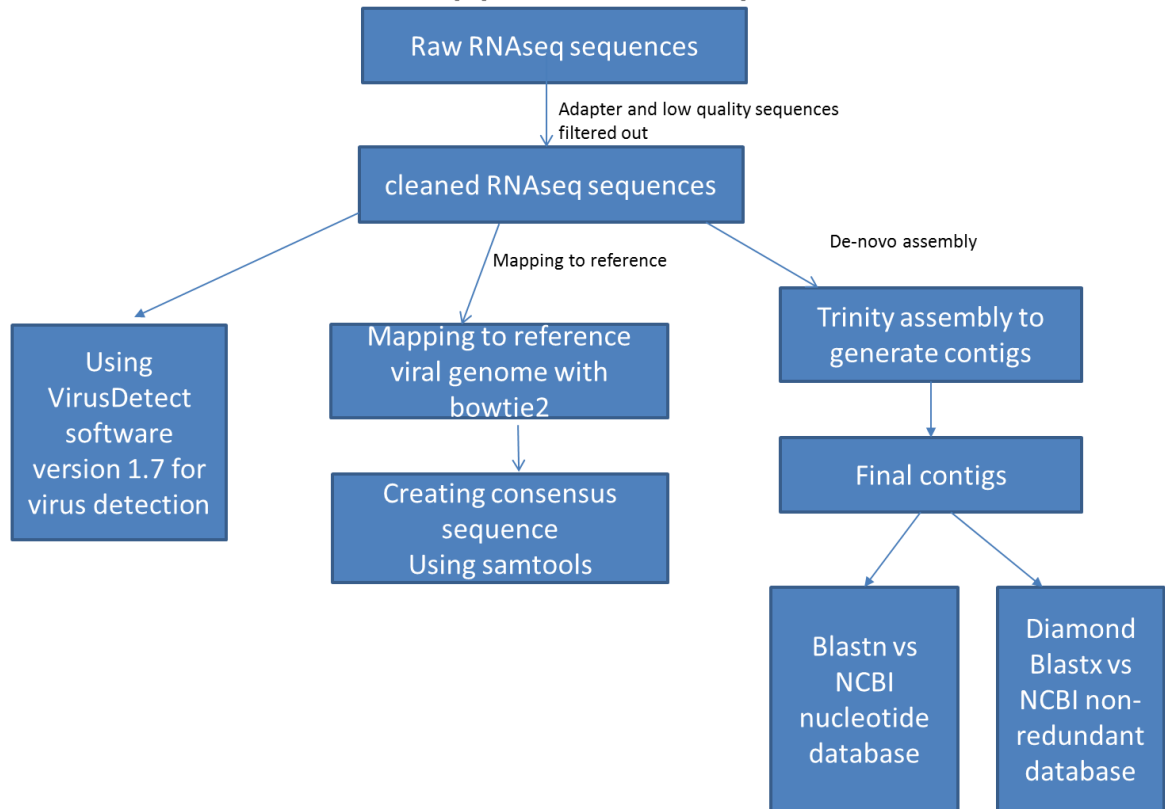 Raw RNAseq sequences
Adapter and low quality sequences
filtered out
cleaned RNAseq sequences
De-novo assembly
Mapping to reference
Using
VirusDetect
software
version 1.7 for
virus detection
Mapping to reference
viral genome with
bowtie2
Creating consensus
sequence
Using samtools
Trinity assembly to
generate contigs
Final contigs
Blastn vs
NCBI
nucleotide
database
Diamond
Blastx vs
NCBI non-
redundant
database